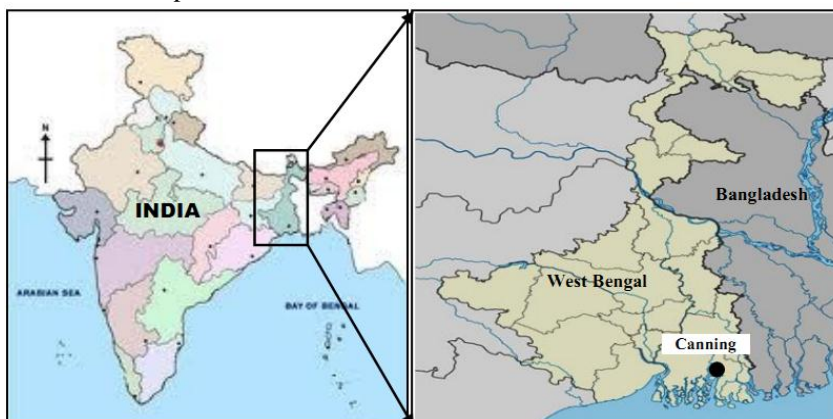 N
INDIA
ARABIAN SEA
BAY OF BENGAL
Bangladesh
West Bengal
Canning